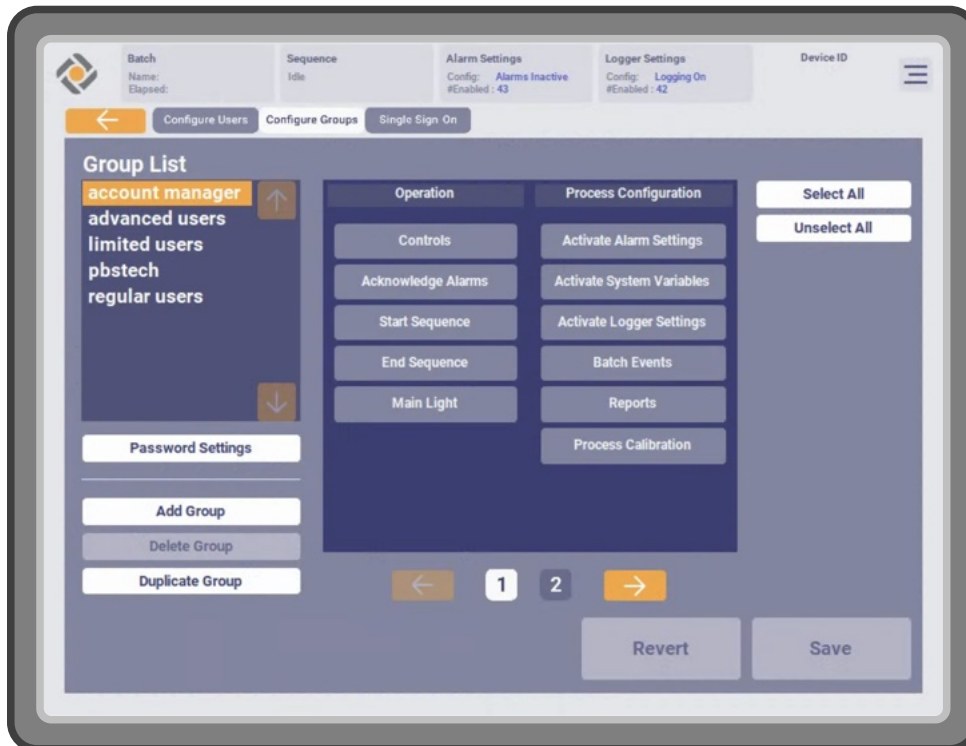 Batch
Name:
Elapsed:
Sequence
Idle
Alarm Settings
Config: Alarms Inactive
#Enabled : 43
Logger Settings
Config: Logging On
#Enabled : 42
Device ID
Configure Users
Configure Groups
Single Sign On
Group List
account manager
advanced users
limited users
pbstech
regular users
Password Settings
Add Group
Delete Group
Duplicate Group
Operation
Controls
Acknowledge Alarms
Start Sequence
End Sequence
Main Light
Process Configuration
Activate Alarm Settings
Activate System Variables
Activate Logger Settings
Batch Events
Reports
Process Calibration
Select All
Unselect All
1
2
Revert
Save